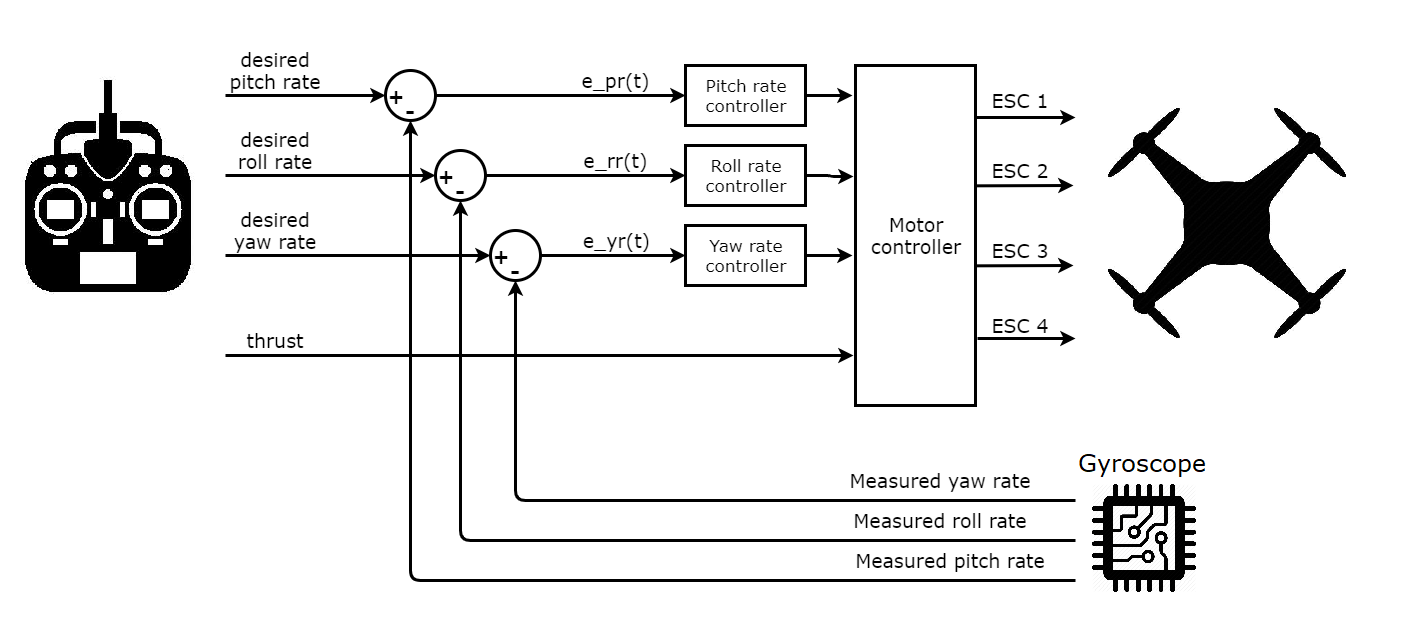 desired
pitch rate
+
-
e_pr(t)
Pitch rate
controller
desired
roll rate
+
-
e_rr(t)
Roll rate
controller
desired
yaw rate
+
-
e_yr(t)
Yaw rate
controller
thrust
Motor
controller
ESC 1
ESC 2
ESC 3
ESC 4
Gyroscope
Measured yaw rate
Measured roll rate
Measured pitch rate